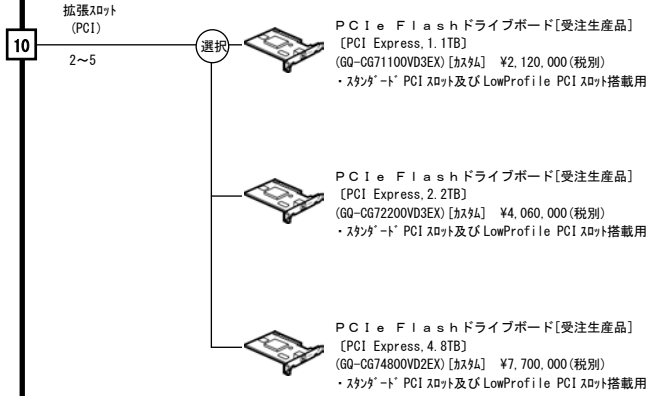 拡張ｽﾛｯﾄ
(PCI)
10
2～5
選択
ＰＣＩｅ Ｆｌａｓｈドライブボード[受注生産品]
〔PCI Express,1.1TB〕
(GQ-CG71100VD3EX)[ｶｽﾀﾑ] ¥2,120,000(税別)
・ｽﾀﾝﾀﾞｰﾄﾞ PCI ｽﾛｯﾄ及び LowProfile PCI ｽﾛｯﾄ搭載用
ＰＣＩｅ Ｆｌａｓｈドライブボード[受注生産品]
〔PCI Express,2.2TB〕
(GQ-CG72200VD3EX)[ｶｽﾀﾑ] ¥4,060,000(税別)
・ｽﾀﾝﾀﾞｰﾄﾞ PCI ｽﾛｯﾄ及び LowProfile PCI ｽﾛｯﾄ搭載用
ＰＣＩｅ Ｆｌａｓｈドライブボード[受注生産品]
〔PCI Express,4.8TB〕
(GQ-CG74800VD2EX)[ｶｽﾀﾑ] ¥7,700,000(税別)
・ｽﾀﾝﾀﾞｰﾄﾞ PCI ｽﾛｯﾄ及び LowProfile PCI ｽﾛｯﾄ搭載用